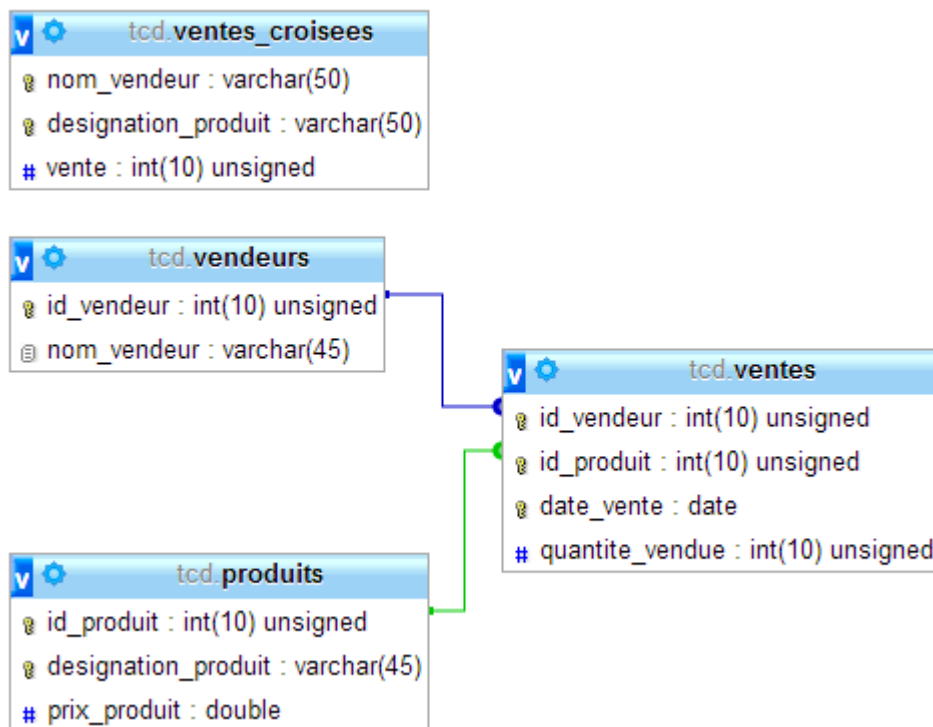 v tcd.ventes_croisees
nom_vendeur : varchar(50)
designation_produit : varchar(50)
# vente : int(10) unsigned
v tcd.vendeurs
id_vendeur : int(10) unsigned
nom_vendeur : varchar(45)
v tcd.ventes
id_vendeur : int(10) unsigned
id_produit : int(10) unsigned
date_vente : date
# quantite_vendue : int(10) unsigned
v tcd.produits
id_produit : int(10) unsigned
designation_produit : varchar(45)
# prix_produit : double